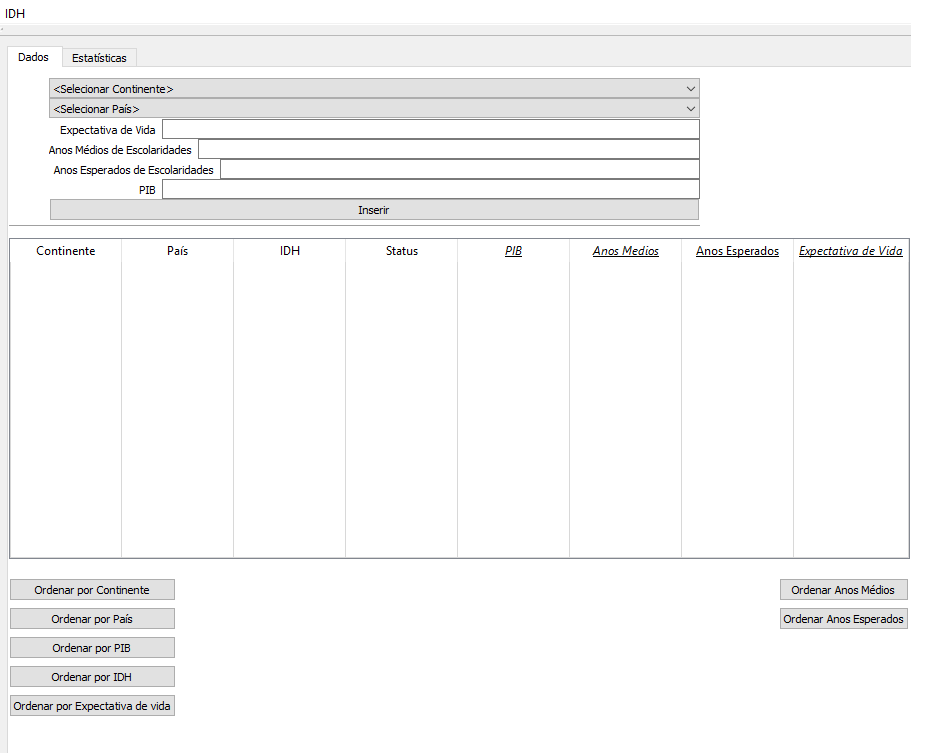 IDH
Dados Estatísticas
<Selecionar Continente>
<Selecionar País>
Expectativa de Vida
Anos Médios de Escolaridades
Anos Esperados de Escolaridades
PIB
Inserir
Continente País IDH Status PIB Anos Medios Anos Esperados Expectativa de Vida
Ordenar por Continente Ordenar Anos Médios
Ordenar por País Ordenar Anos Esperados
Ordenar por PIB
Ordenar por IDH
Ordenar por Expectativa de vida